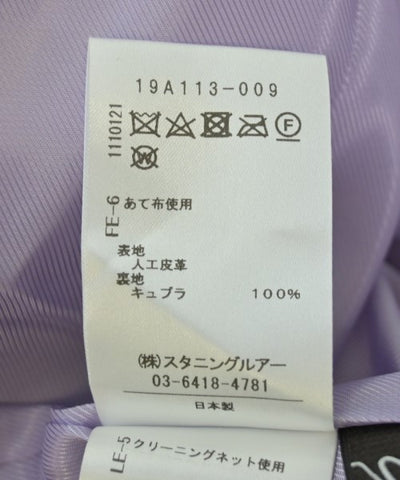 19A113-009
1110121
F
W
FE-6
あて布使用
表地
人工皮革
裏地
キュプラ 100%
(株)スタニングルアー
03-6418-4781
日本製
LE-5
クリーニングネット使用